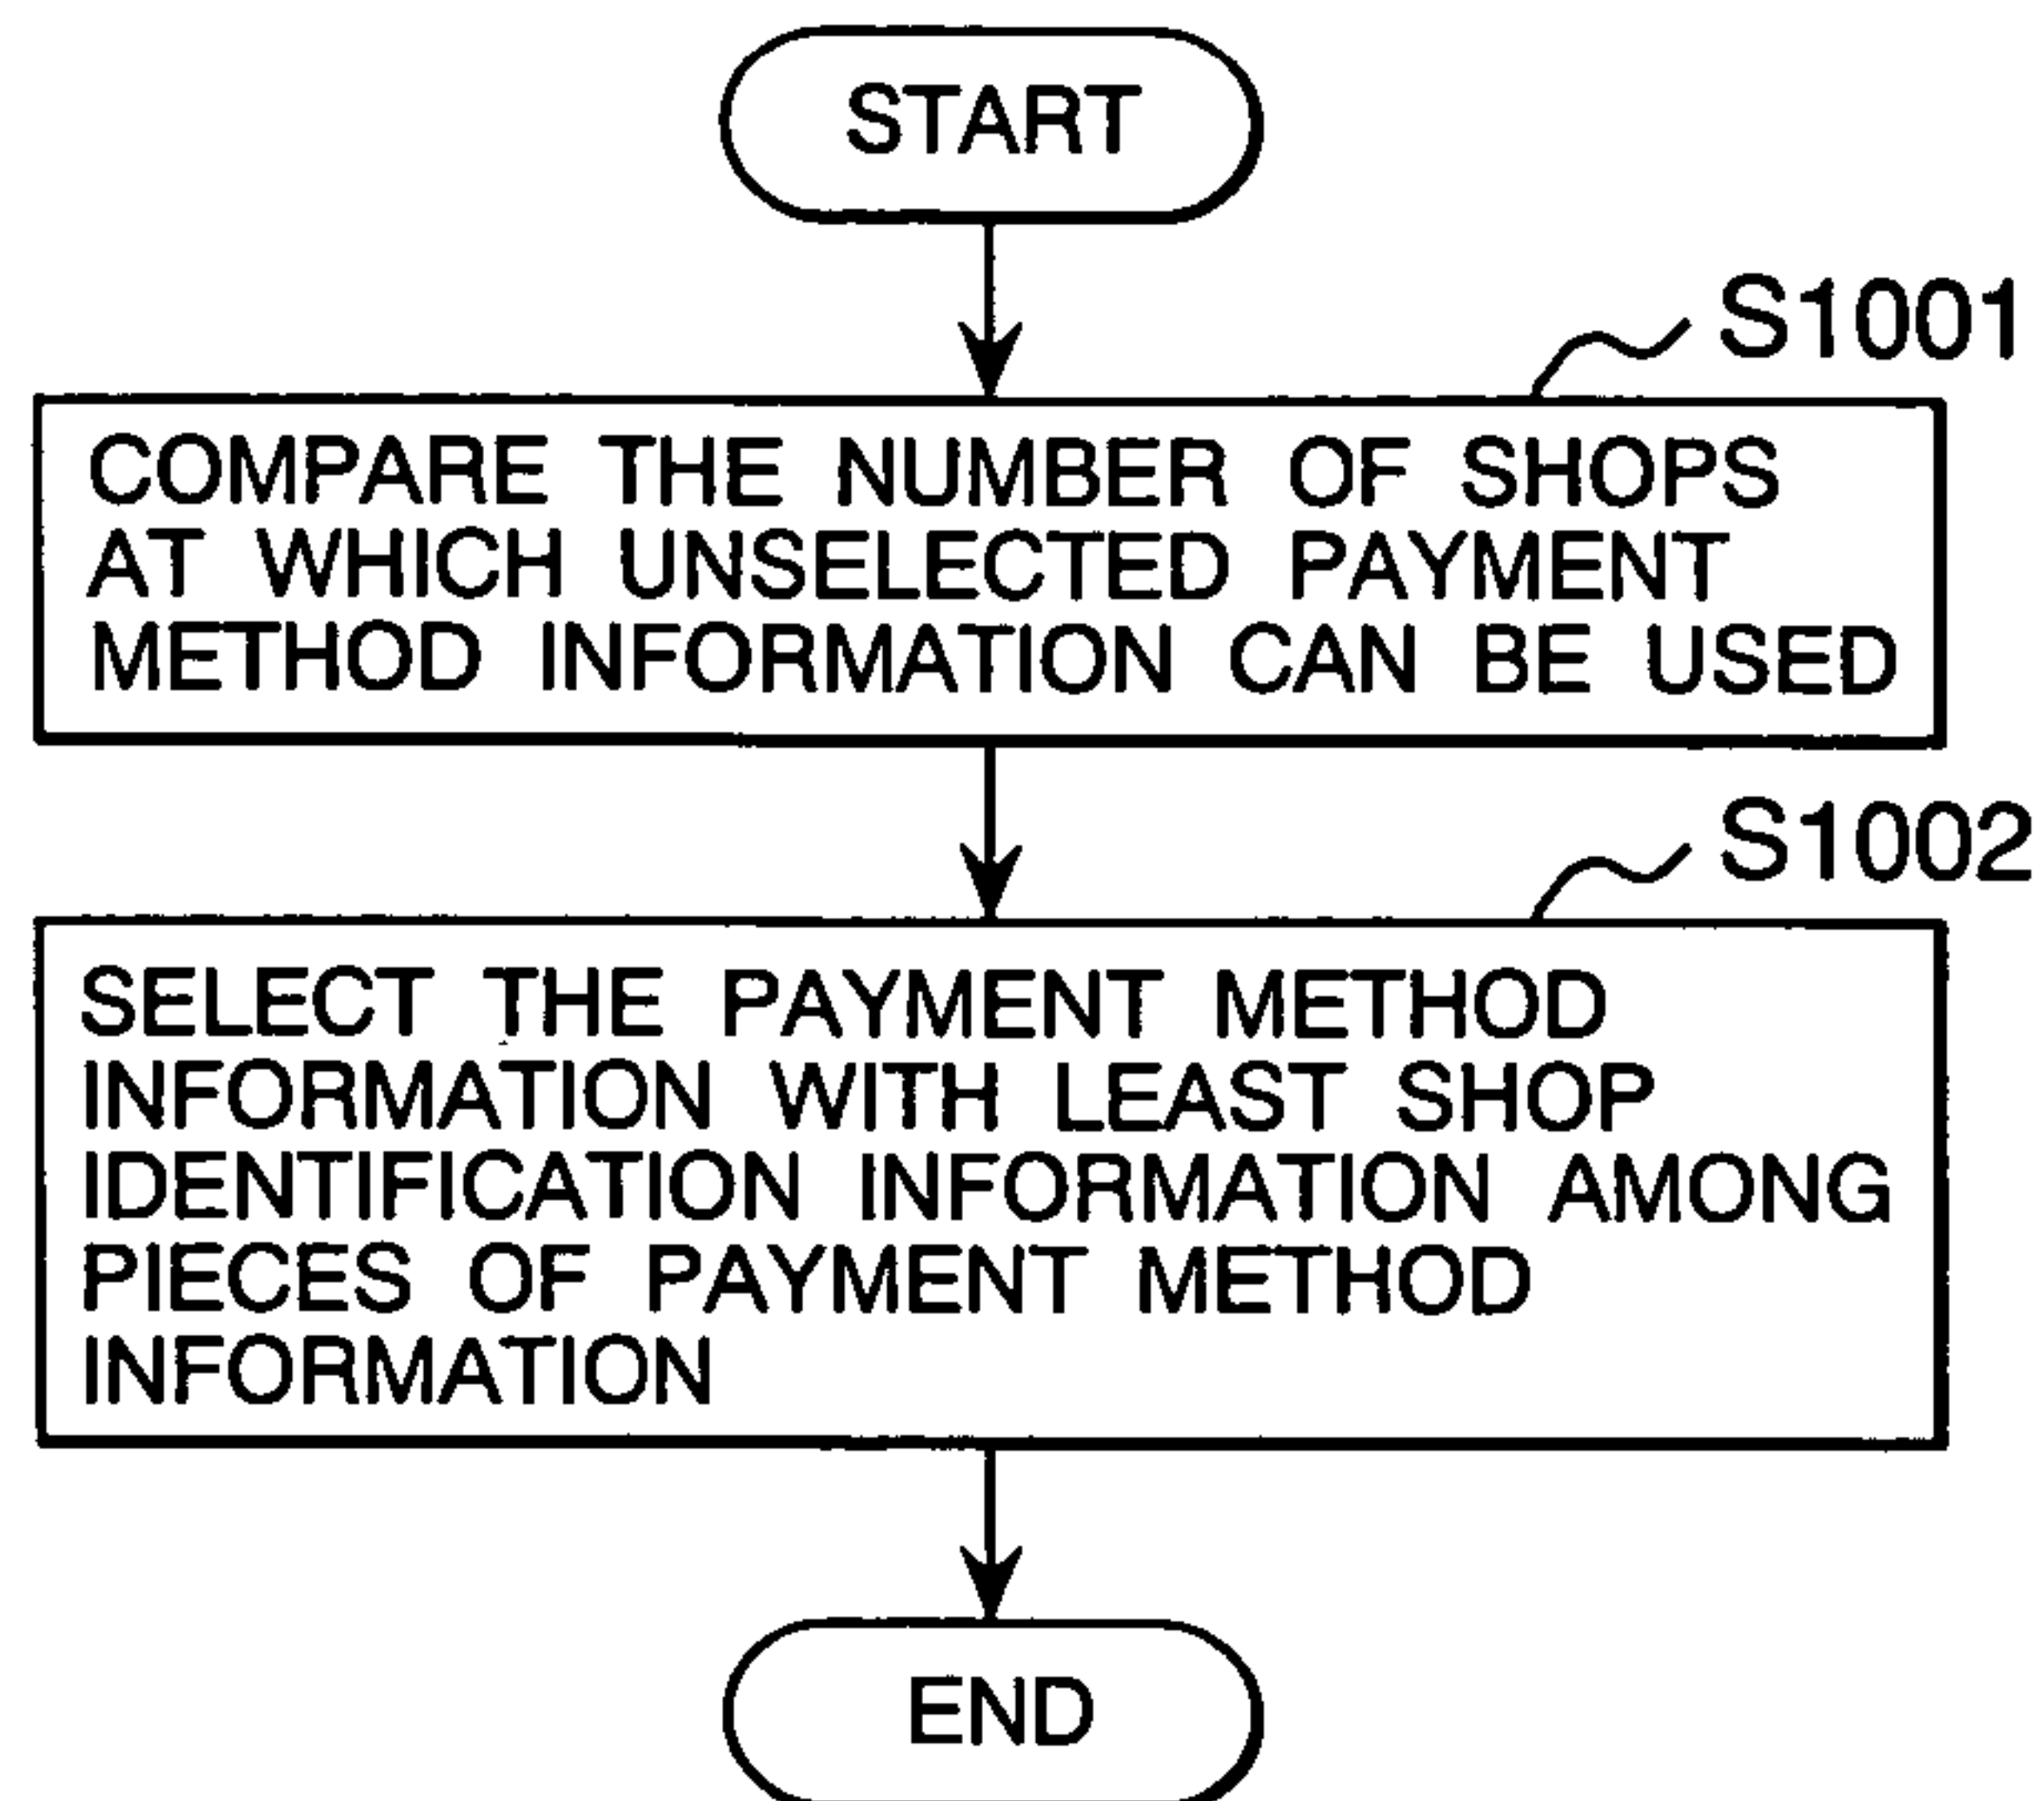 START
S1001
COMPARE THE NUMBER OF SHOPS
AT WHICH UNSELECTED PAYMENT
METHOD INFORMATION CAN BE USED
S1002
SELECT THE PAYMENT METHOD
INFORMATION WITH LEAST SHOP
IDENTIFICATION INFORMATION AMONG
PIECES OF PAYMENT METHOD
INFORMATION
END